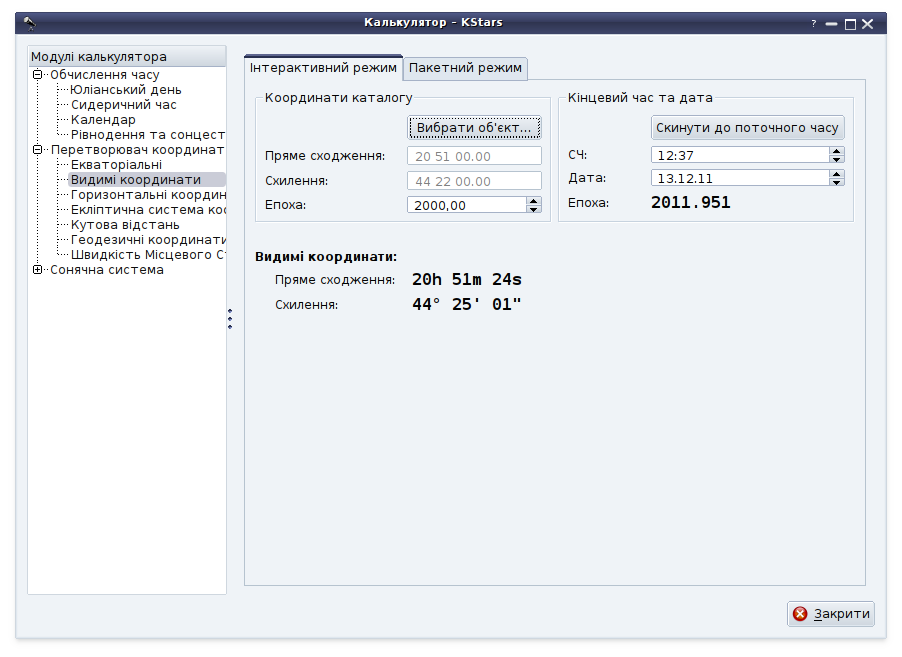 Калькулятор – KStars
?
Модулі калькулятора
Обчислення часу
Юліанський день
Сидеричний час
Календар
Рівнодення та сонцест
Перетворювач координат
Екваторіальні
Видимі координати
Горизонтальні координ
Екліптична система ко
Кутова відстань
Геодезичні координати
Швидкість Місцевого С
Сонячна система
Інтерактивний режим
Пакетний режим
Координати каталогу
Вибрати об'єкт...
Пряме сходження: 20 51 00.00
Схилення: 44 22 00.00
Епоха: 2000,00
Кінцевий час та дата
Скинути до поточного часу
СЧ: 12:37
Дата: 13.12.11
Епоха: 2011.951
Видимі координати:
Пряме сходження: 20h 51m 24s
Схилення: 44° 25' 01"
Закрити